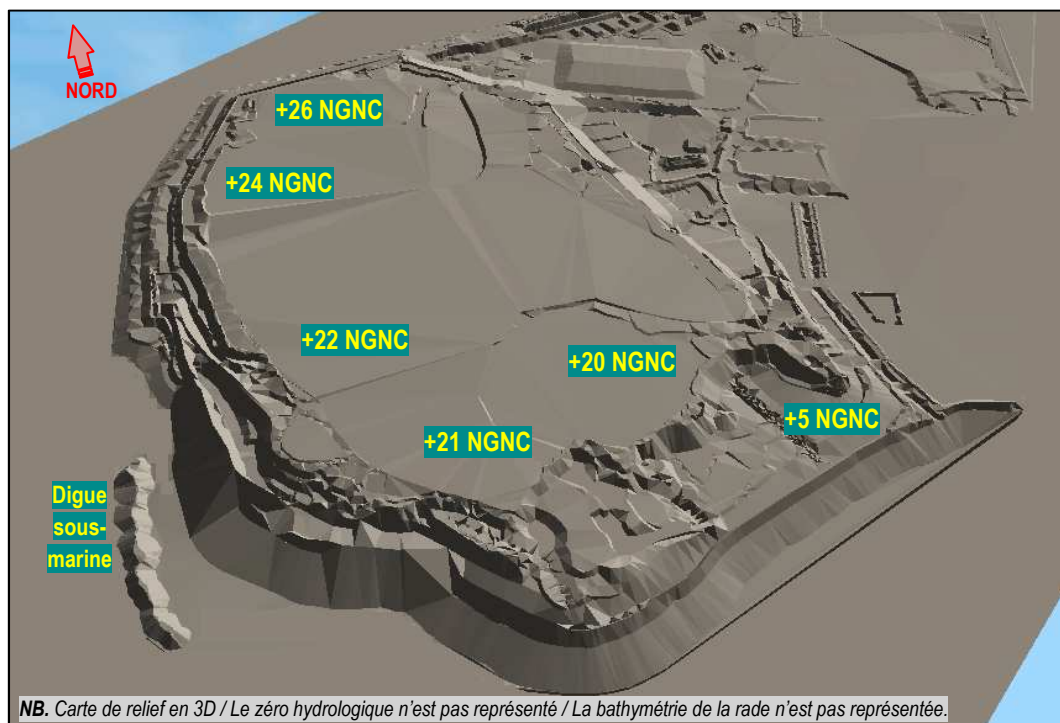 NORD
+26 NGNC
+24 NGNC
+22 NGNC
+20 NGNC
+5 NGNC
+21 NGNC
Digue
sous-
marine
NB. Carte de relief en 3D / Le zéro hydrologique n'est pas représenté / La bathymétrie de la rade n'est pas représentée.